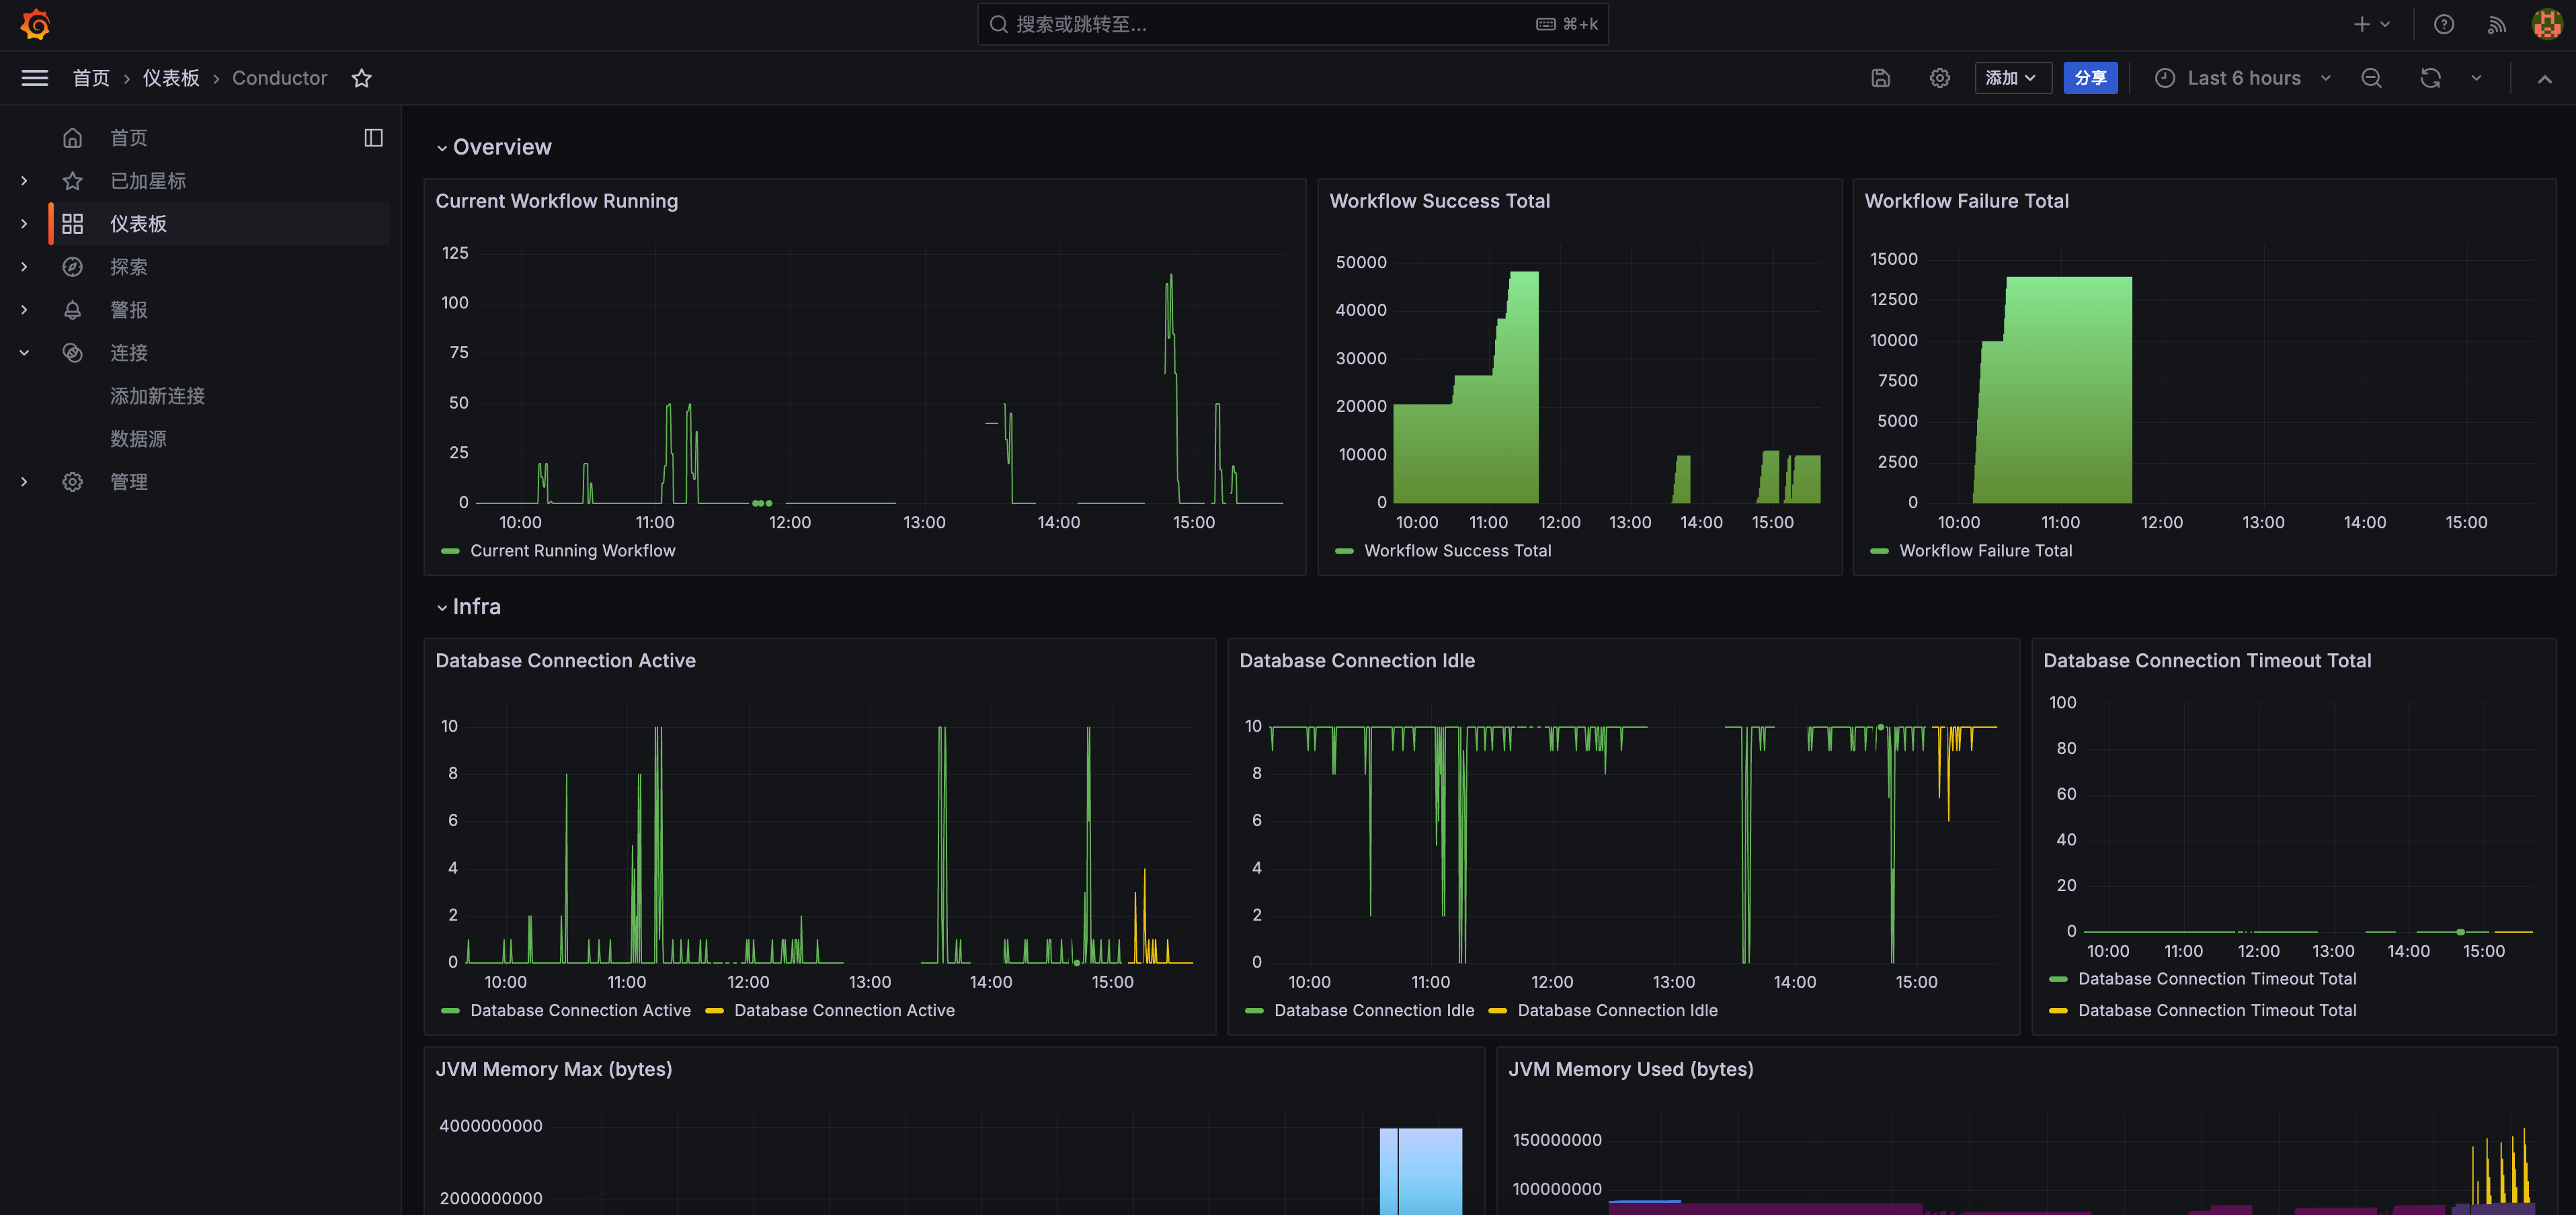 搜索或跳转至...
⌘+k
首页 › 仪表板 › Conductor
添加
分享
Last 6 hours
首页
已加星标
仪表板
探索
警报
连接
添加新连接
数据源
管理
Overview
Current Workflow Running
125
100
75
50
25
0
10:00 11:00 12:00 13:00 14:00 15:00
Current Running Workflow
Workflow Success Total
50000
40000
30000
20000
10000
0
10:00 11:00 12:00 13:00 14:00 15:00
Workflow Success Total
Workflow Failure Total
15000
12500
10000
7500
5000
2500
0
10:00 11:00 12:00 13:00 14:00 15:00
Workflow Failure Total
Infra
Database Connection Active
10
8
6
4
2
0
10:00 11:00 12:00 13:00 14:00 15:00
Database Connection Active Database Connection Active
Database Connection Idle
10
8
6
4
2
0
10:00 11:00 12:00 13:00 14:00 15:00
Database Connection Idle Database Connection Idle
Database Connection Timeout Total
100
80
60
40
20
0
10:00 11:00 12:00 13:00 14:00 15:00
Database Connection Timeout Total
Database Connection Timeout Total
JVM Memory Max (bytes)
4000000000
2000000000
JVM Memory Used (bytes)
150000000
100000000